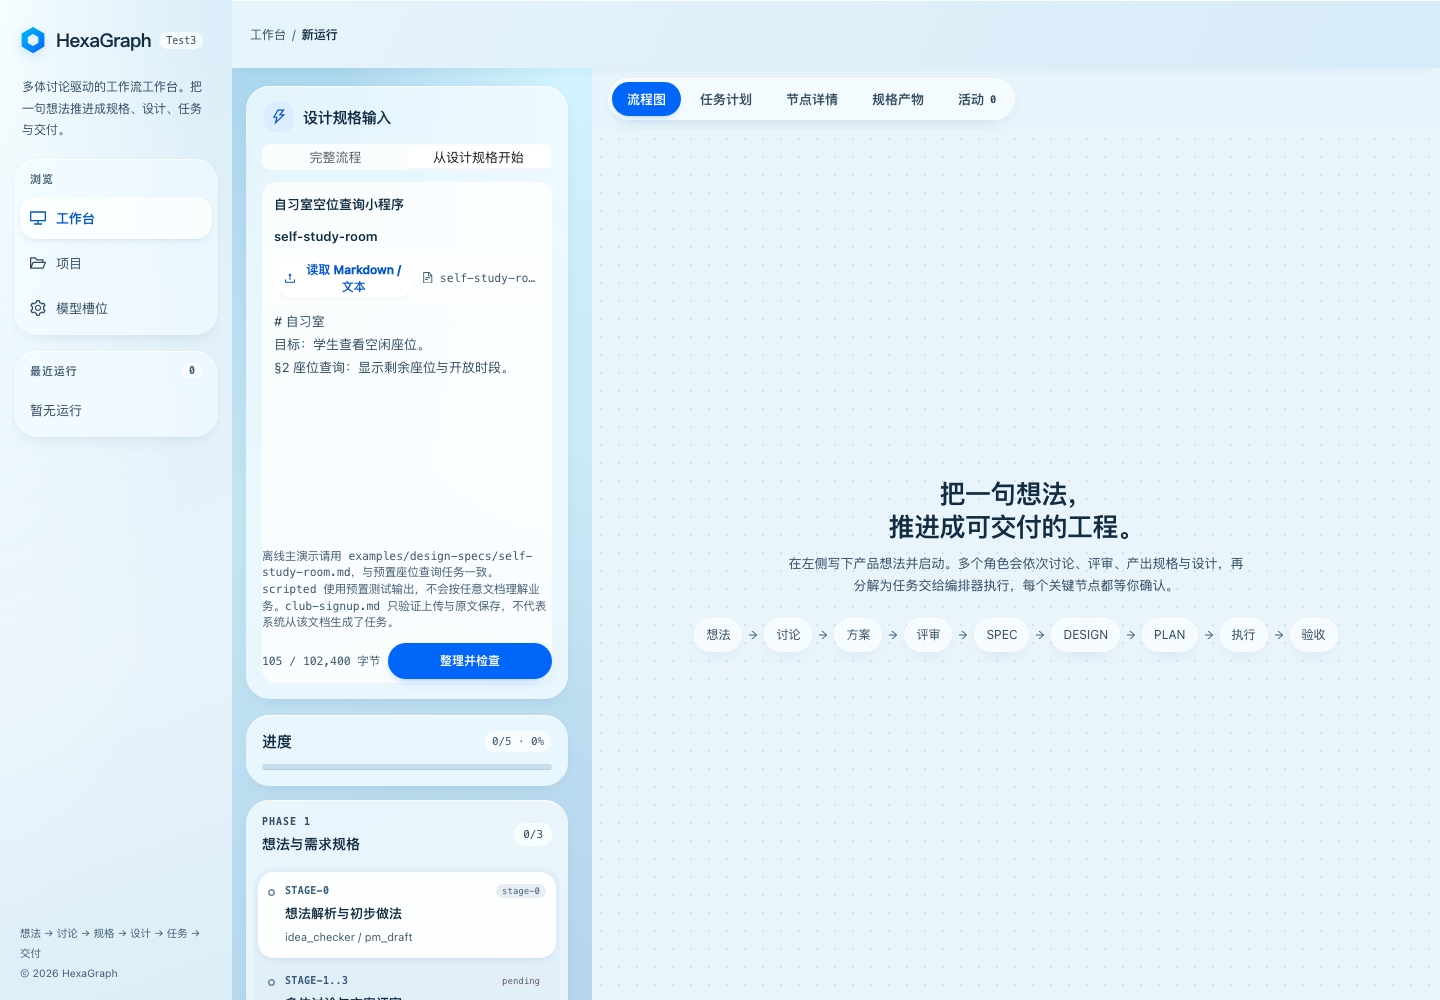 HexaGraph Test3
多体讨论驱动的工作流工作台。把
一句想法推进成规格、设计、任务
与交付。
浏览
工作台
项目
模型槽位
最近运行 0
暂无运行
想法 → 讨论 → 规格 → 设计 → 任务 →
交付
© 2026 HexaGraph
工作台 / 新运行
设计规格输入
完整流程 从设计规格开始
自习室空位查询小程序
self-study-room
读取 Markdown /
文本
self-study-ro…
# 自习室
目标：学生查看空闲座位。
§2 座位查询：显示剩余座位与开放时段。
离线主演示请用 examples/design-specs/self-
study-room.md，与预置座位查询任务一致。
scripted 使用预置测试输出，不会按任意文档理解业
务。club-signup.md 只验证上传与原文保存，不代表
系统从该文档生成了任务。
105 / 102,400 字节 整理并检查
进度 0/5 · 0%
PHASE 1
想法与需求规格 0/3
STAGE-0 stage-0
想法解析与初步做法
idea_checker / pm_draft
STAGE-1..3 pending
流程图 任务计划 节点详情 规格产物 活动 0
把一句想法，
推进成可交付的工程。
在左侧写下产品想法并启动。多个角色会依次讨论、评审、产出规格与设计，再
分解为任务交给编排器执行，每个关键节点都等你确认。
想法 → 讨论 → 方案 → 评审 → SPEC → DESIGN → PLAN → 执行 → 验收